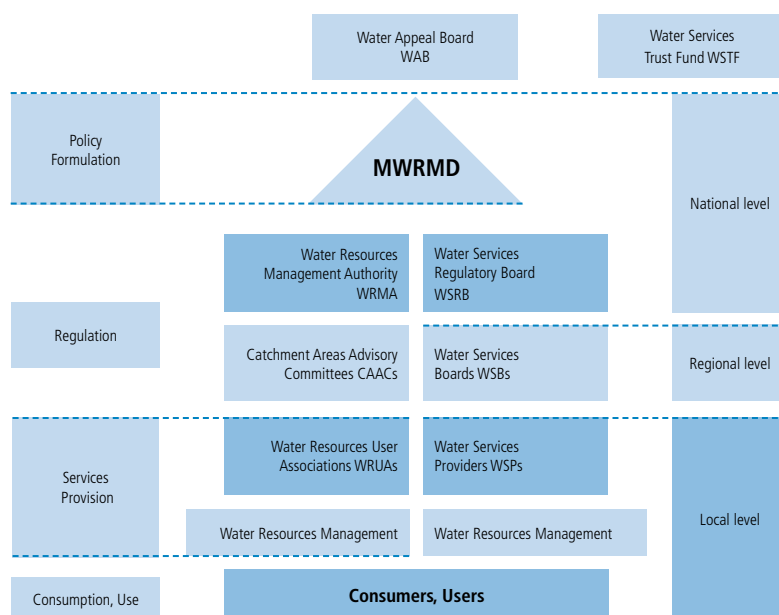 Water Appeal Board
WAB
Water Services
Trust Fund WSTF
Policy
Formulation
MWRMD
National level
Water Resources
Management Authority
WRMA
Water Services
Regulatory Board
WSRB
Regulation
Catchment Areas Advisory
Committees CAACs
Water Services
Boards WSBs
Regional level
Services
Provision
Water Resources User
Associations WRUAs
Water Services
Providers WSPs
Local level
Water Resources Management
Water Resources Management
Consumption, Use
Consumers, Users